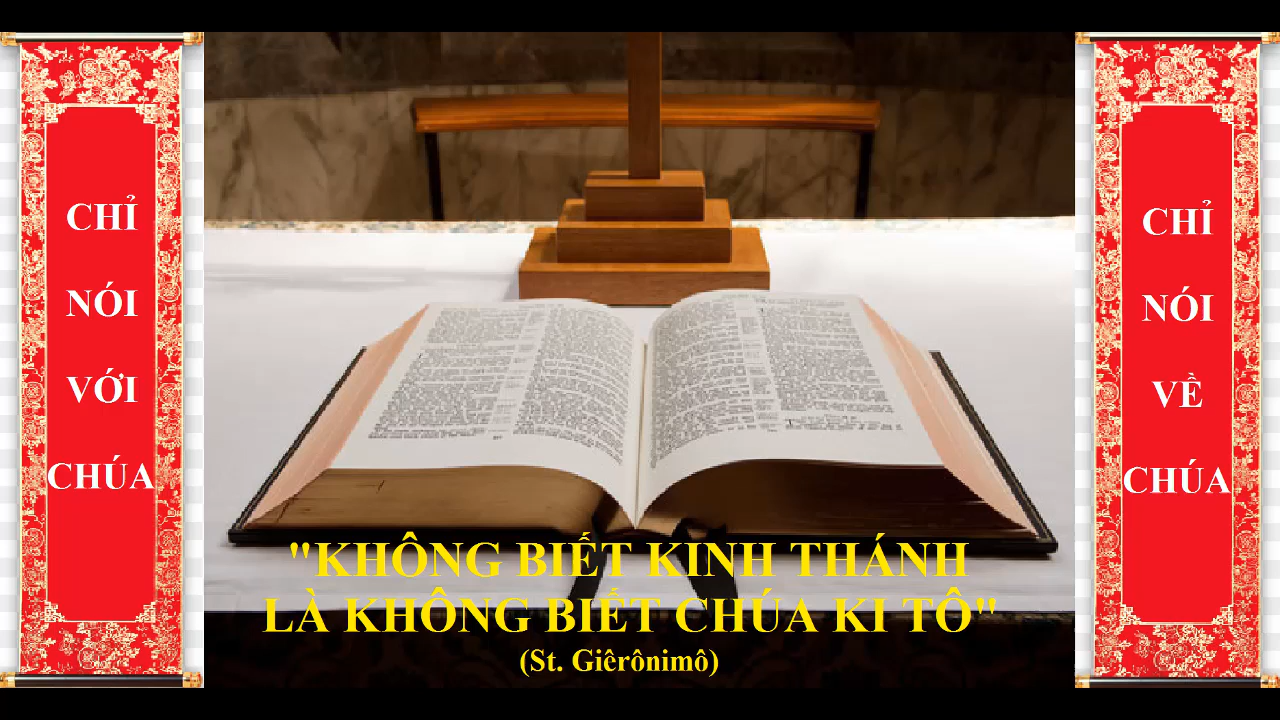 CHỈ
NÓI
VỚI
CHÚA
"KHÔNG BIẾT KINH THÁNH
LÀ KHÔNG BIẾT CHÚA KI TÔ"
(St. Giêrônimô)
CHỈ
NÓI
VỀ
CHÚA